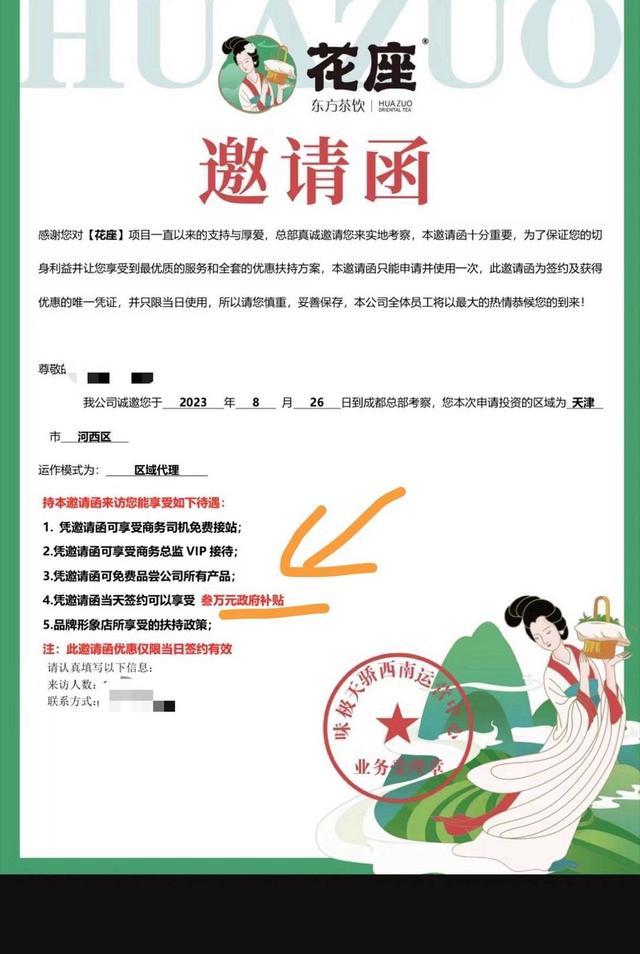 HUAZUO
花座®
东方茶饮 | HUAZUO ORIENTAL TEA
邀请函
感谢您对【花座】项目一直以来的支持与厚爱，总部真诚邀请您来实地考察，本邀请函十分重要，为了保证您的切
身利益并让您享受到最优质的服务和全套的优惠扶持方案，本邀请函只能申请并使用一次，此邀请函为签约及获得
优惠的唯一凭证，并只限当日使用，所以请您慎重，妥善保存，本公司全体员工将以最大的热情恭候您的到来！
尊敬的
我公司诚邀您于 2023 年 8 月 26 日到成都总部考察，您本次申请投资的区域为 天津
市 河西区
运作模式为： 区域代理
持本邀请函来访您能享受如下待遇：
1. 凭邀请函可享受商务司机免费接站；
2.凭邀请函可享受商务总监 VIP 接待；
3.凭邀请函可免费品尝公司所有产品；
4.凭邀请函当天签约可以享受 叁万元政府补贴
5.品牌形象店所享受的扶持政策；
注：此邀请函优惠仅限当日签约有效
请认真填写以下信息：
来访人数：
联系方式：
味极天骄西南运营中心
业务受理章